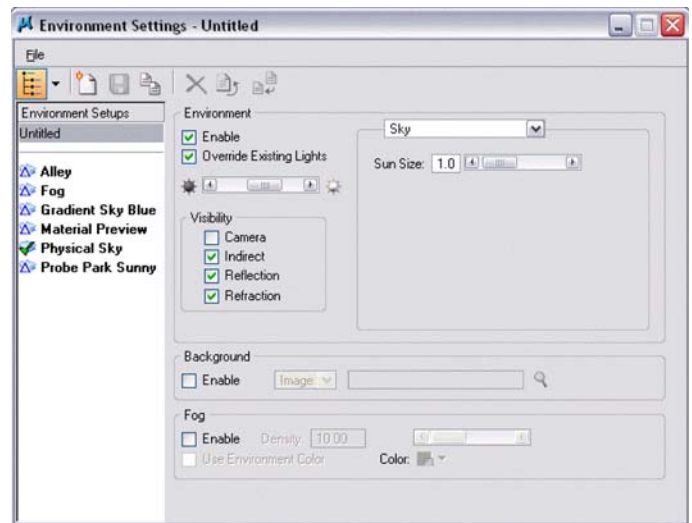 Environment Settings - Untitled
File
Environment Setups
Untitled
Alley
Fog
Gradient Sky Blue
Material Preview
Physical Sky
Probe Park Sunny
Environment
Enable
Override Existing Lights
Visibility
Camera
Indirect
Reflection
Refraction
Sky
Sun Size: 1.0
Background
Enable Image
Fog
Enable Density: 10.00
Use Environment Color Color: